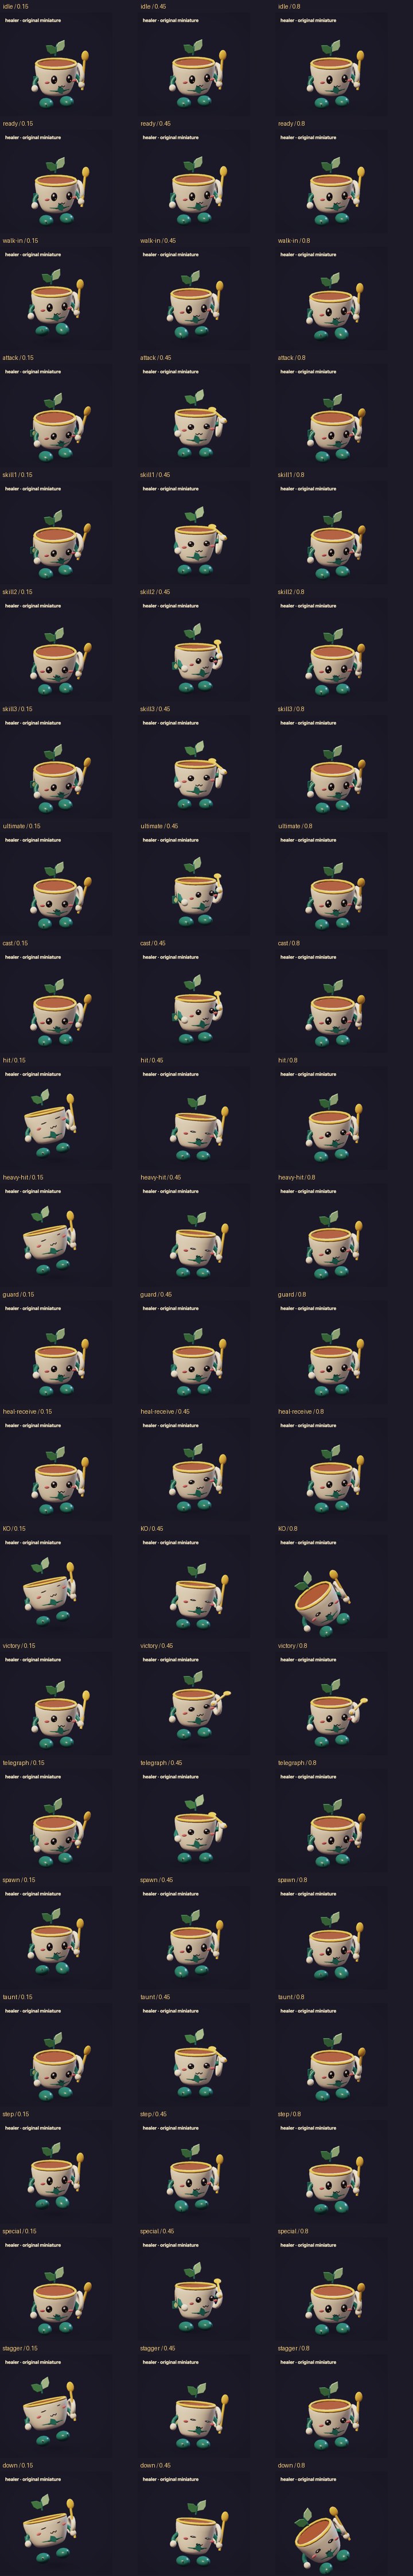 idle / 0.15 idle / 0.45 idle / 0.8
healer · original miniature healer · original miniature healer · original miniature
ready / 0.15 ready / 0.45 ready / 0.8
healer · original miniature healer · original miniature healer · original miniature
walk-in / 0.15 walk-in / 0.45 walk-in / 0.8
healer · original miniature healer · original miniature healer · original miniature
attack / 0.15 attack / 0.45 attack / 0.8
healer · original miniature healer · original miniature healer · original miniature
skill1 / 0.15 skill1 / 0.45 skill1 / 0.8
healer · original miniature healer · original miniature healer · original miniature
skill2 / 0.15 skill2 / 0.45 skill2 / 0.8
healer · original miniature healer · original miniature healer · original miniature
skill3 / 0.15 skill3 / 0.45 skill3 / 0.8
healer · original miniature healer · original miniature healer · original miniature
ultimate / 0.15 ultimate / 0.45 ultimate / 0.8
healer · original miniature healer · original miniature healer · original miniature
cast / 0.15 cast / 0.45 cast / 0.8
healer · original miniature healer · original miniature healer · original miniature
hit / 0.15 hit / 0.45 hit / 0.8
healer · original miniature healer · original miniature healer · original miniature
heavy-hit / 0.15 heavy-hit / 0.45 heavy-hit / 0.8
healer · original miniature healer · original miniature healer · original miniature
guard / 0.15 guard / 0.45 guard / 0.8
healer · original miniature healer · original miniature healer · original miniature
heal-receive / 0.15 heal-receive / 0.45 heal-receive / 0.8
healer · original miniature healer · original miniature healer · original miniature
KO / 0.15 KO / 0.45 KO / 0.8
healer · original miniature healer · original miniature healer · original miniature
victory / 0.15 victory / 0.45 victory / 0.8
healer · original miniature healer · original miniature healer · original miniature
telegraph / 0.15 telegraph / 0.45 telegraph / 0.8
healer · original miniature healer · original miniature healer · original miniature
spawn / 0.15 spawn / 0.45 spawn / 0.8
healer · original miniature healer · original miniature healer · original miniature
taunt / 0.15 taunt / 0.45 taunt / 0.8
healer · original miniature healer · original miniature healer · original miniature
step / 0.15 step / 0.45 step / 0.8
healer · original miniature healer · original miniature healer · original miniature
special / 0.15 special / 0.45 special / 0.8
healer · original miniature healer · original miniature healer · original miniature
stagger / 0.15 stagger / 0.45 stagger / 0.8
healer · original miniature healer · original miniature healer · original miniature
down / 0.15 down / 0.45 down / 0.8
healer · original miniature healer · original miniature healer · original miniature